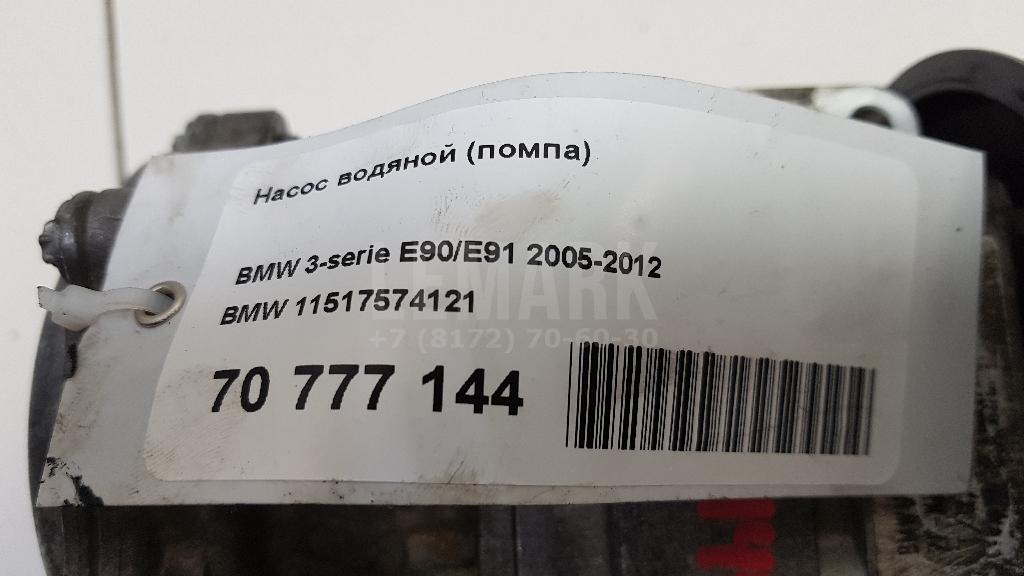 Насос водяной (помпа)
BMW 3-serie E90/E91 2005-2012
BMW 11517574121
LEMARK
+7 (8172) 70-60-30
70 777 144